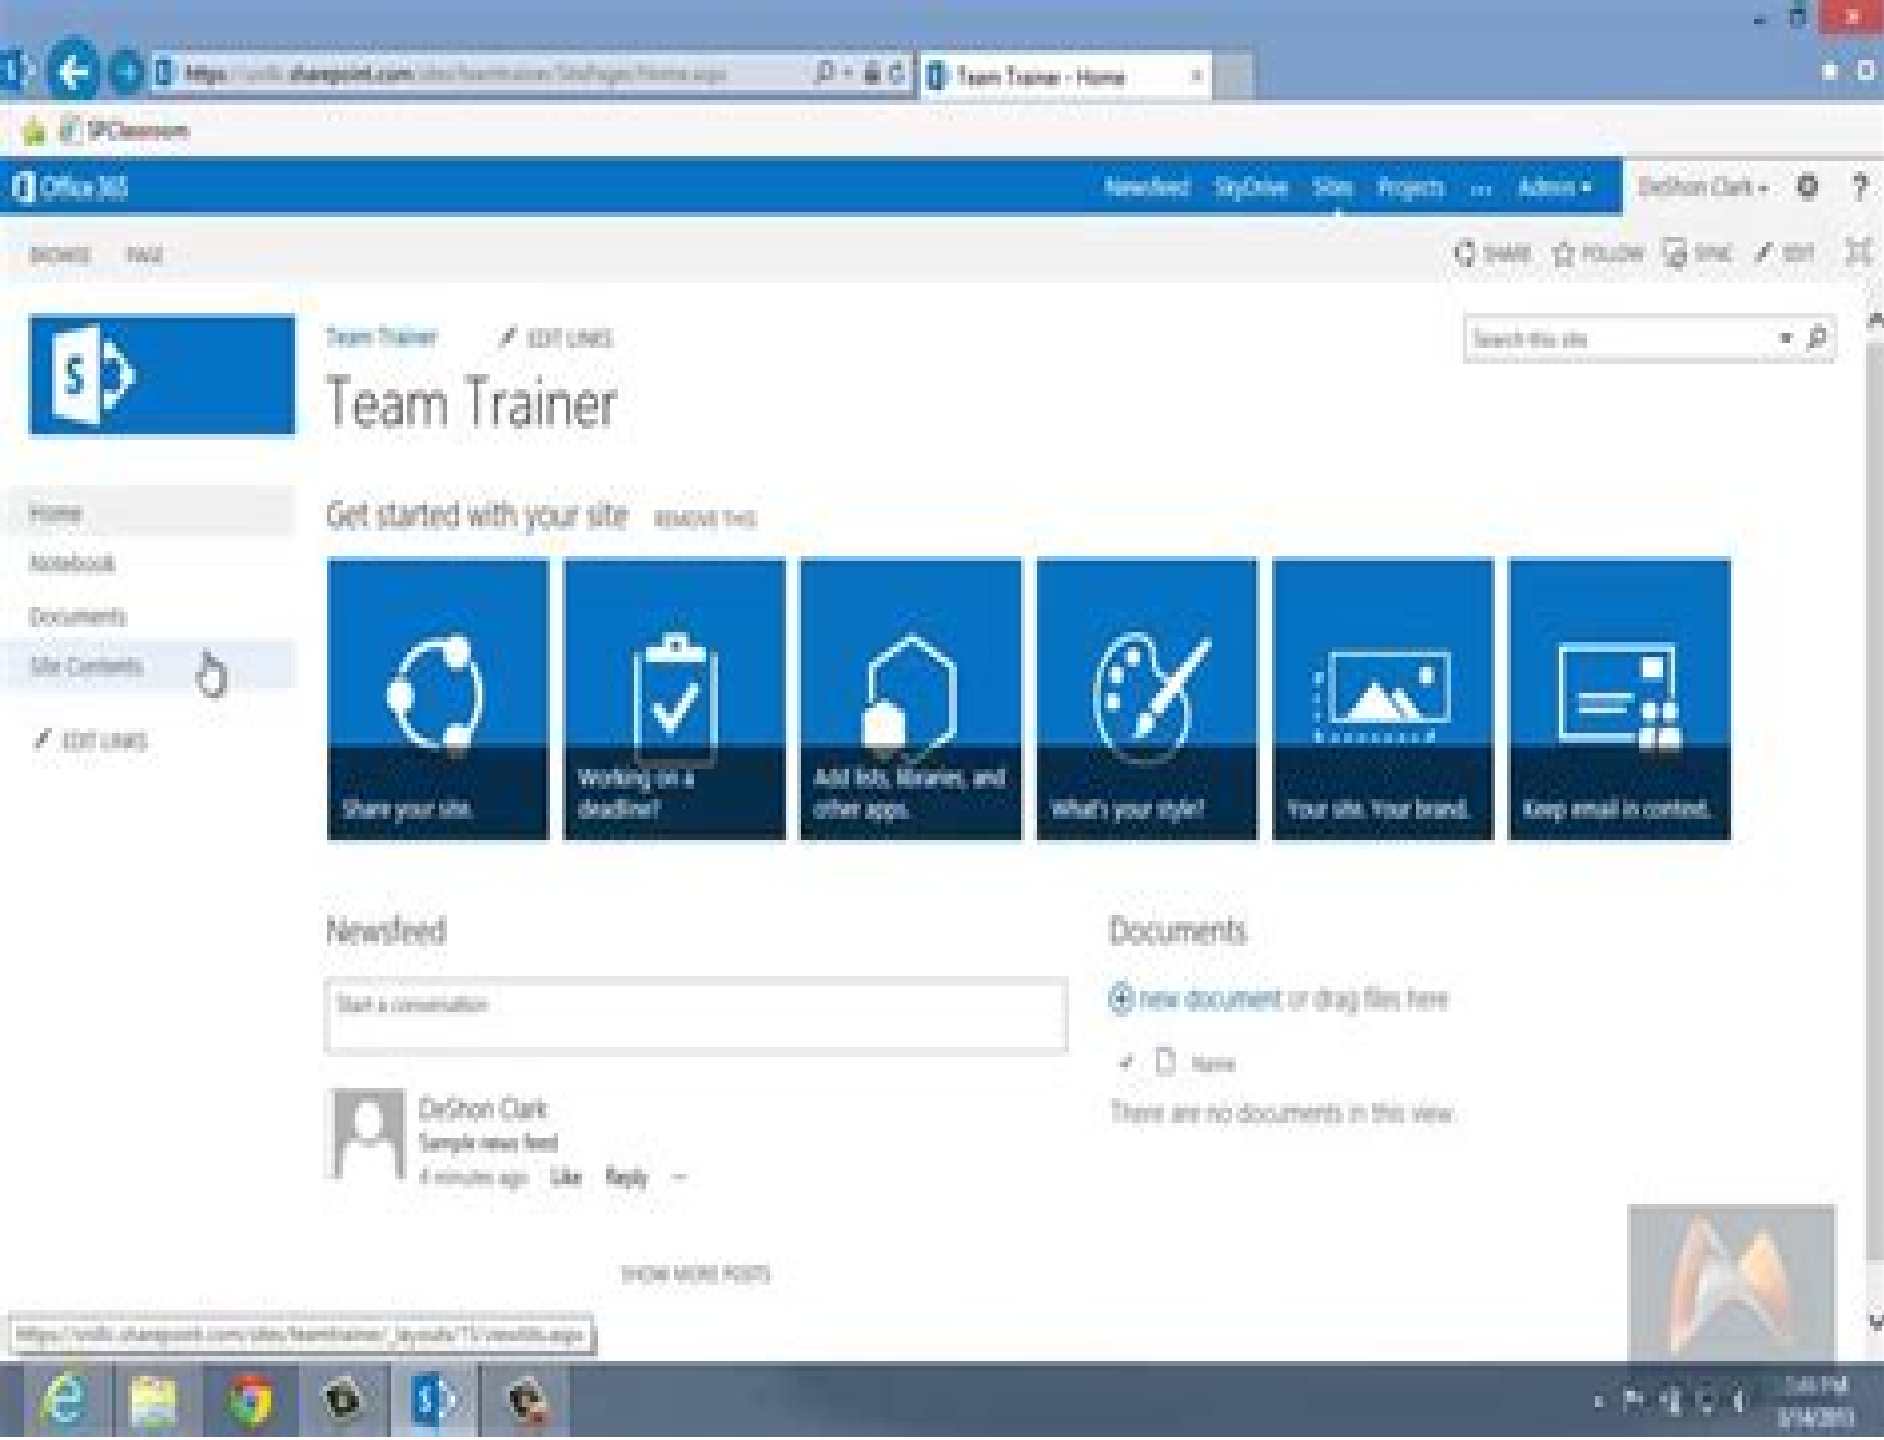 Team Trainer - Home
SPClassroom
Office 365
Newsfeed SkyDrive Sites Projects ... Admin DeShon Clark ?
BROWSE PAGE
SHARE FOLLOW SYNC EDIT
Team Trainer EDIT LINKS
Search this site
S
Team Trainer
Get started with your site REMOVE THIS
Home
Notebook
Documents
Site Contents
EDIT LINKS
Share your site.
Working on a
deadline?
Add lists, libraries, and
other apps.
What's your style?
Your site. Your brand.
Keep email in context.
Newsfeed
Start a conversation
DeShon Clark
Sample news feed
4 minutes ago Like Reply ...
SHOW MORE POSTS
Documents
new document or drag files here
Name
There are no documents in this view.